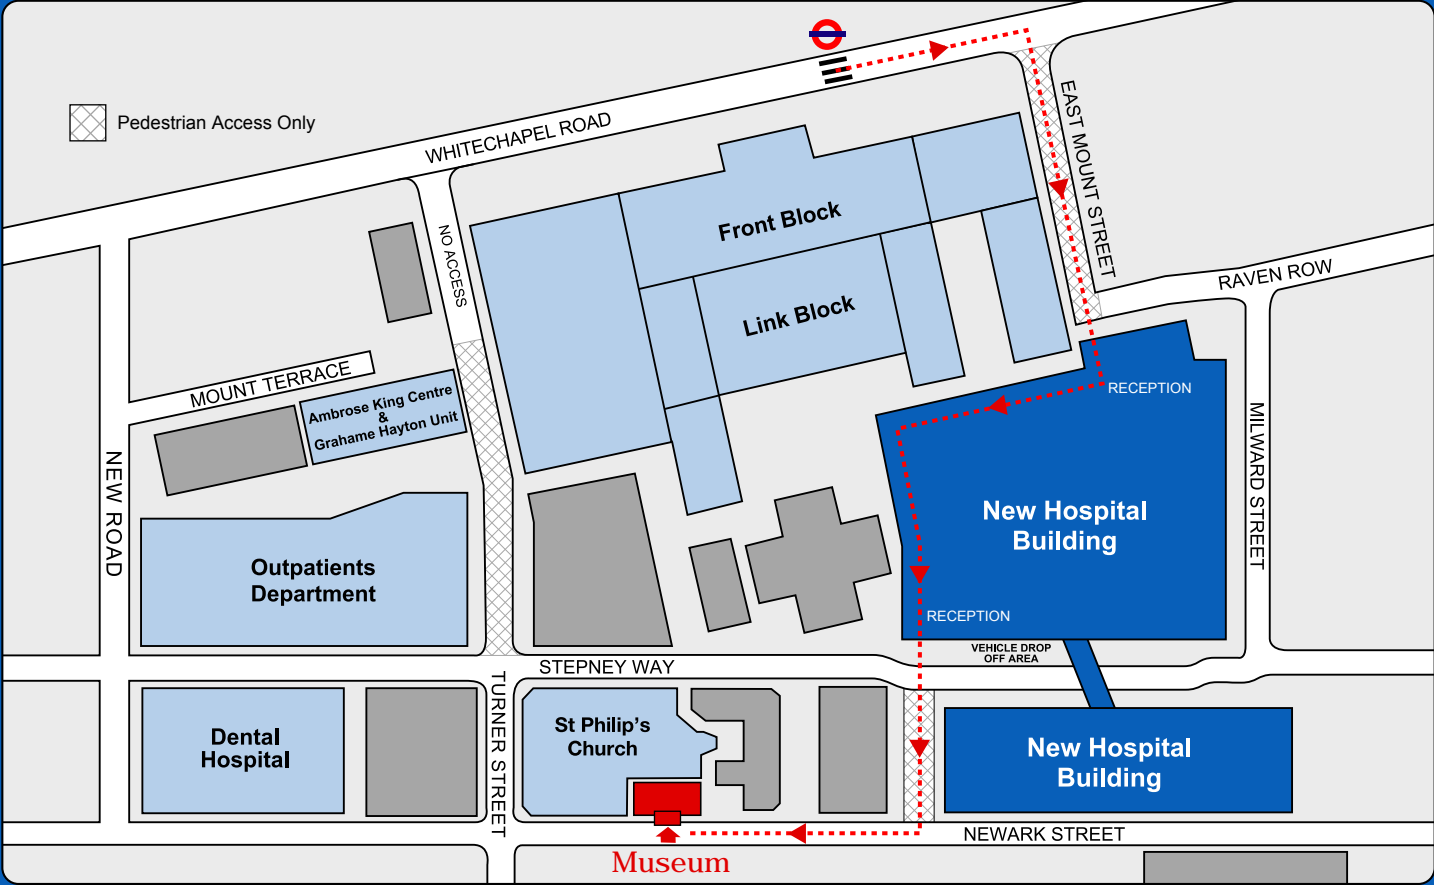 Pedestrian Access Only
WHITECHAPEL ROAD
EAST MOUNT STREET
NO ACCESS
Front Block
Link Block
RAVEN ROW
MOUNT TERRACE
Ambrose King Centre
&
Grahame Hayton Unit
RECEPTION
NEW ROAD
MILWARD STREET
New Hospital
Building
Outpatients
Department
RECEPTION
VEHICLE DROP
OFF AREA
STEPNEY WAY
TURNER STREET
Dental
Hospital
St Philip's
Church
New Hospital
Building
NEWARK STREET
Museum